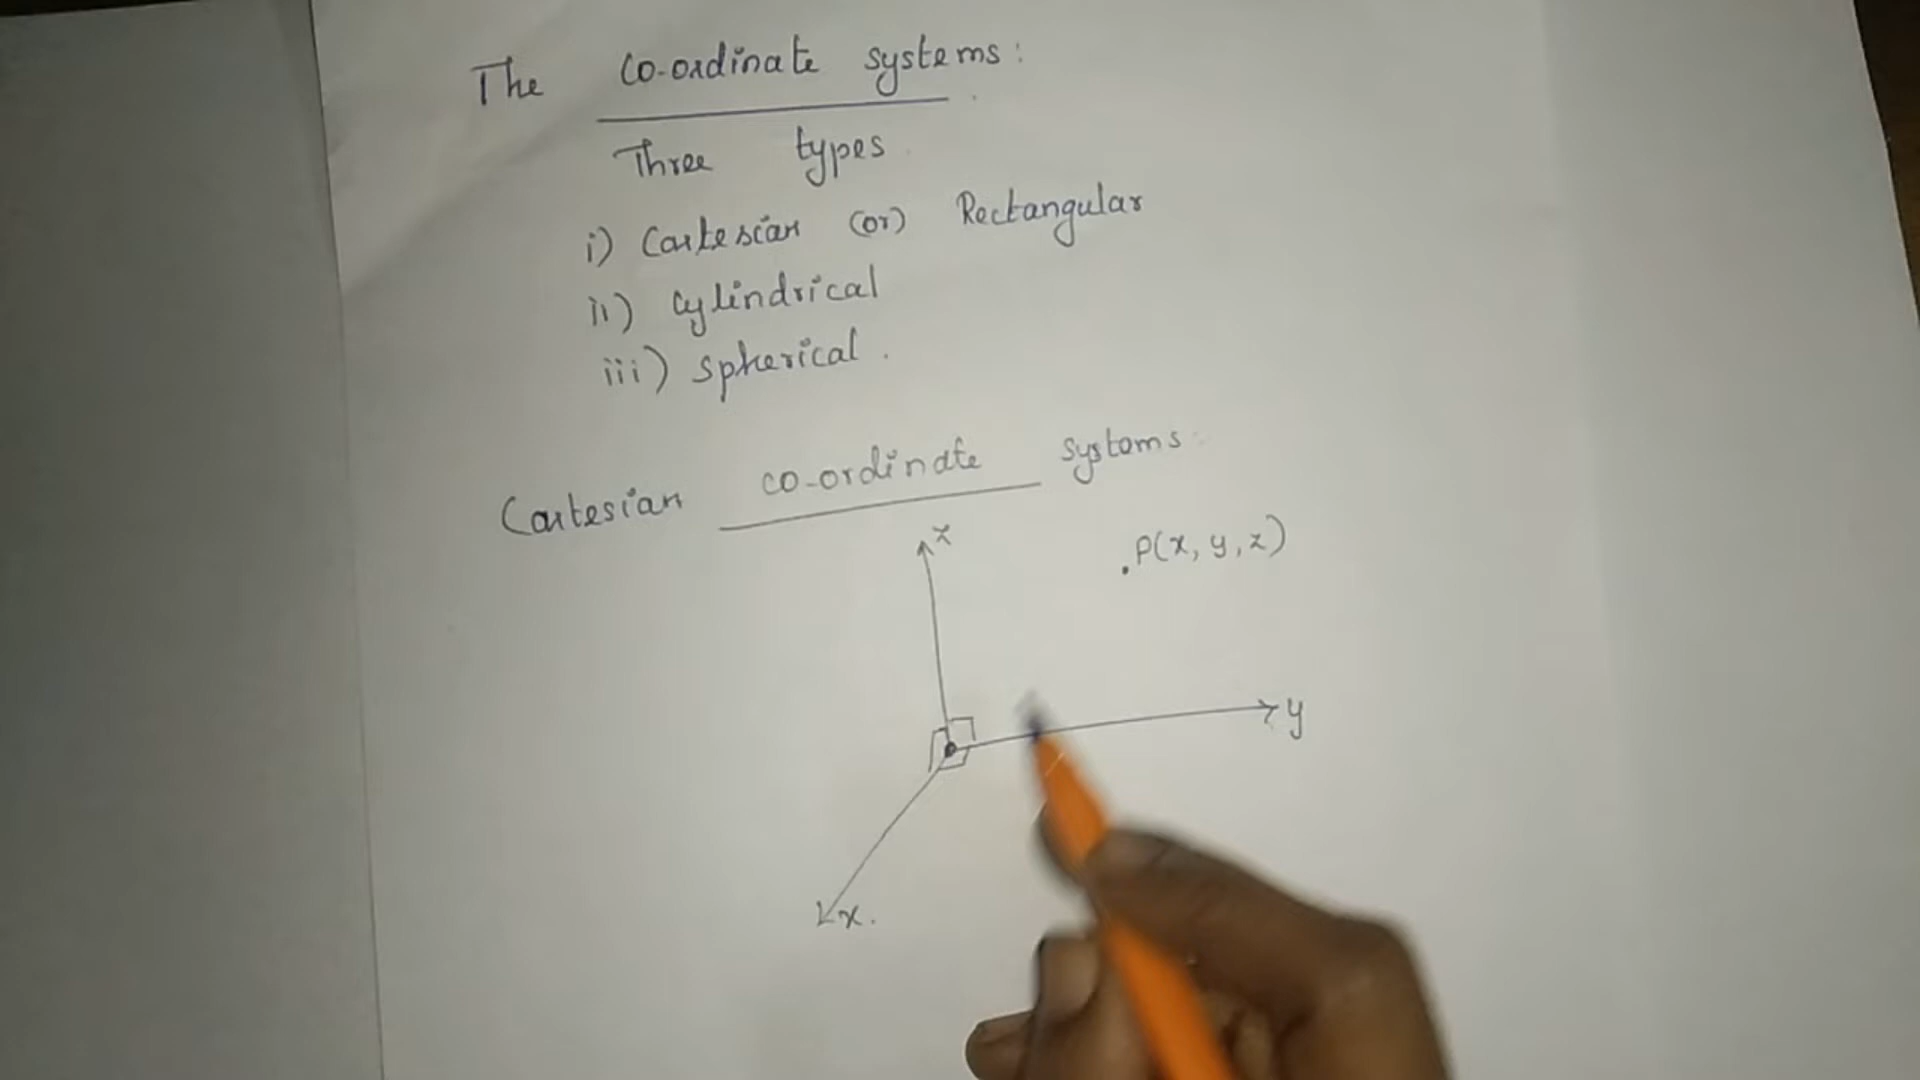 The co-ordinate systems:
Three types
i) Cartesian (or) Rectangular
ii) cylindrical
iii) spherical.
Cartesian co-ordinate systems:
z
.P(x, y, z)
y
x.